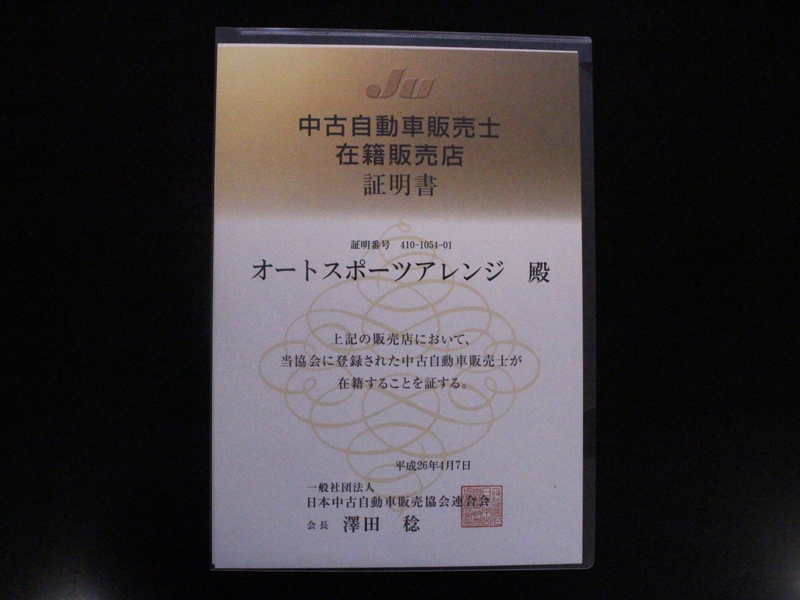 Ju
中古自動車販売士
在籍販売店
証明書
証明番号 410-1054-01
オートスポーツアレンジ 殿
上記の販売店において、
当協会に登録された中古自動車販売士が
在籍することを証する。
平成26年4月7日
一般社団法人
日本中古自動車販売協会連合会
会長 澤田 稔